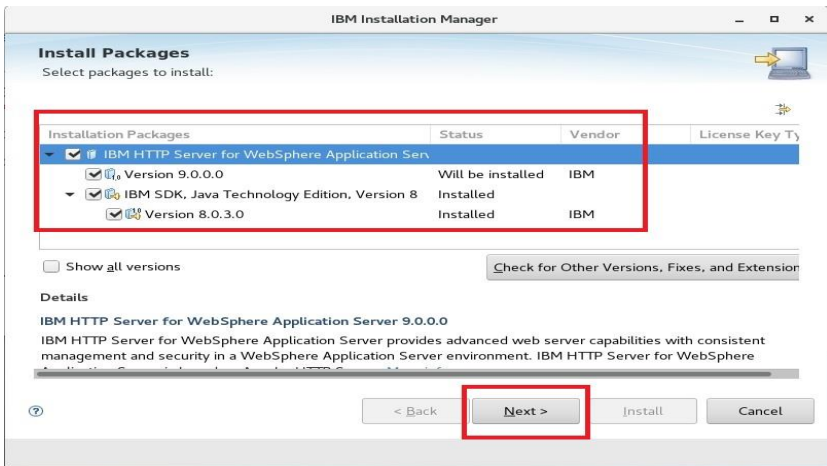 IBM Installation Manager
Install Packages
Select packages to install:
Installation Packages Status Vendor License Key Ty
IBM HTTP Server for WebSphere Application Serv
Version 9.0.0.0 Will be installed IBM
IBM SDK, Java Technology Edition, Version 8 Installed
Version 8.0.3.0 Installed IBM
Show all versions Check for Other Versions, Fixes, and Extension
Details
IBM HTTP Server for WebSphere Application Server 9.0.0.0
IBM HTTP Server for WebSphere Application Server provides advanced web server capabilities with consistent
management and security in a WebSphere Application Server environment. IBM HTTP Server for WebSphere
? < Back Next > Install Cancel